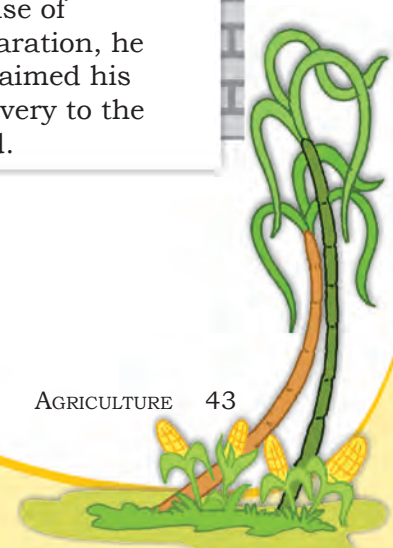 se of
aration, he
aimed his
very to the
d.
AGRICULTURE 43